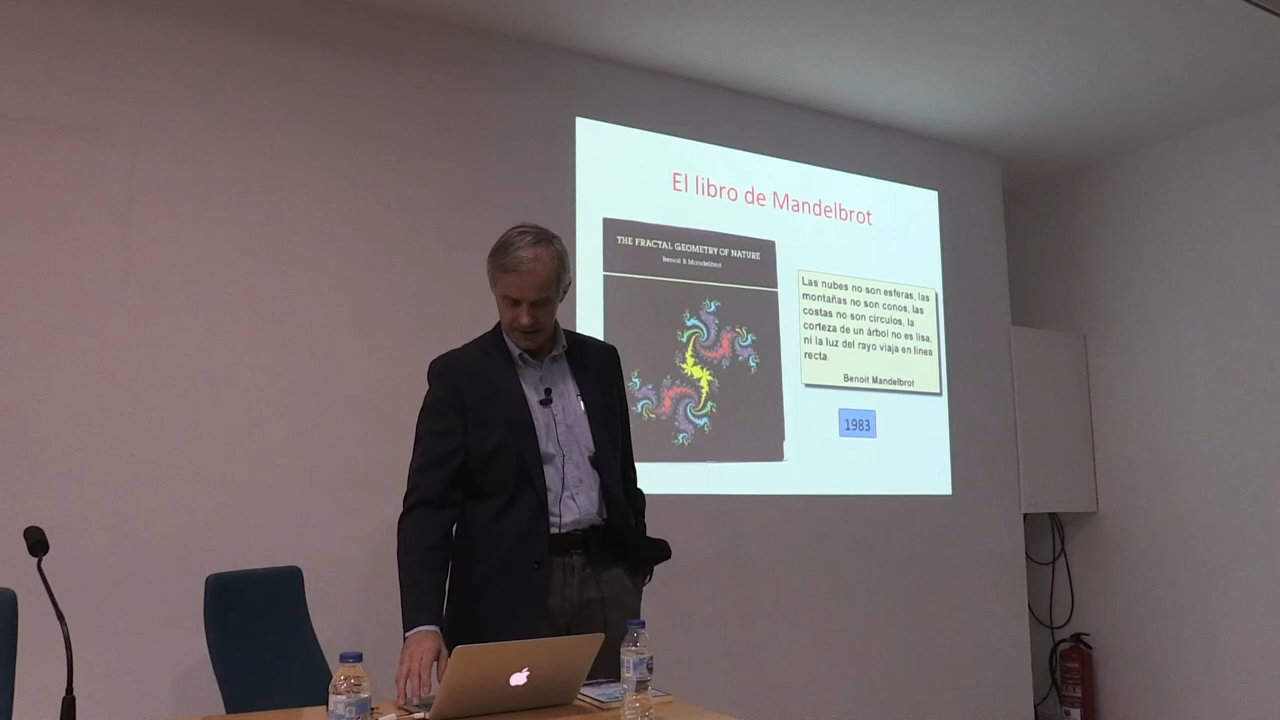 El libro de Mandelbrot
THE FRACTAL GEOMETRY OF NATURE
Benoit B Mandelbrot
Las nubes no son esferas, las
montañas no son conos, las
costas no son círculos, la
corteza de un árbol no es lisa,
ni la luz del rayo viaja en línea
recta.
Benoit Mandelbrot
1983